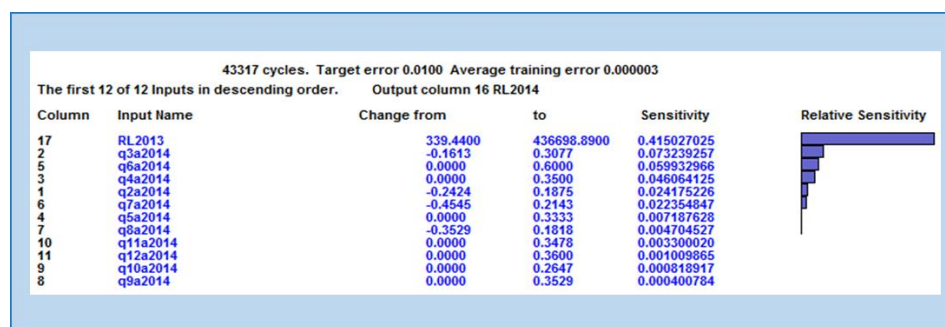 43317 cycles. Target error 0.0100 Average training error 0.000003
The first 12 of 12 Inputs in descending order. Output column 16 RL2014
Column Input Name Change from to Sensitivity Relative Sensitivity
17 RL2013 339.4400 436698.8900 0.415027025
2 q3a2014 -0.1613 0.3077 0.073239257
5 q6a2014 0.0000 0.6000 0.059932966
3 q4a2014 0.0000 0.3500 0.046064125
1 q2a2014 -0.2424 0.1875 0.024175226
6 q7a2014 -0.4545 0.2143 0.022354847
4 q5a2014 0.0000 0.3333 0.007187628
7 q8a2014 -0.3529 0.1818 0.004704527
10 q11a2014 0.0000 0.3478 0.003300020
11 q12a2014 0.0000 0.3600 0.001009865
9 q10a2014 0.0000 0.2647 0.000818917
8 q9a2014 0.0000 0.3529 0.000400784